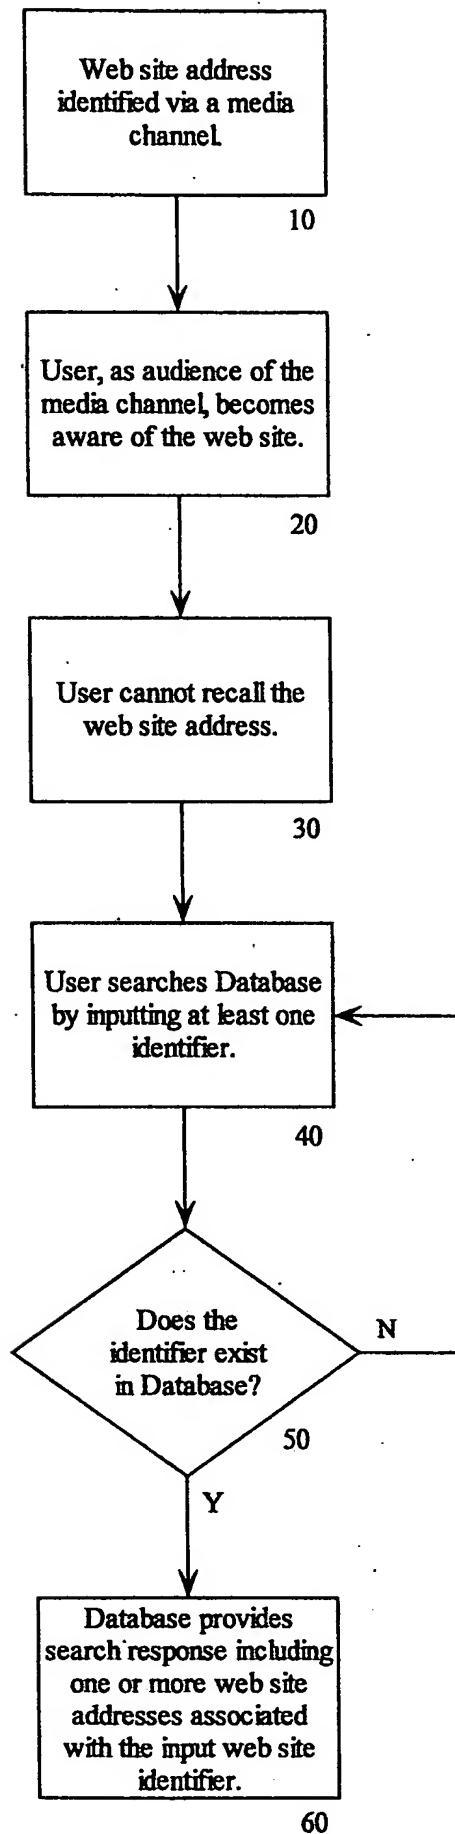 Web site address
identified via a media
channel.
10
User, as audience of the
media channel, becomes
aware of the web site.
20
User cannot recall the
web site address.
30
User searches Database
by inputting at least one
identifier.
40
Does the
identifier exist
in Database?
N
50
Y
Database provides
search response including
one or more web site
addresses associated
with the input web site
identifier.
60